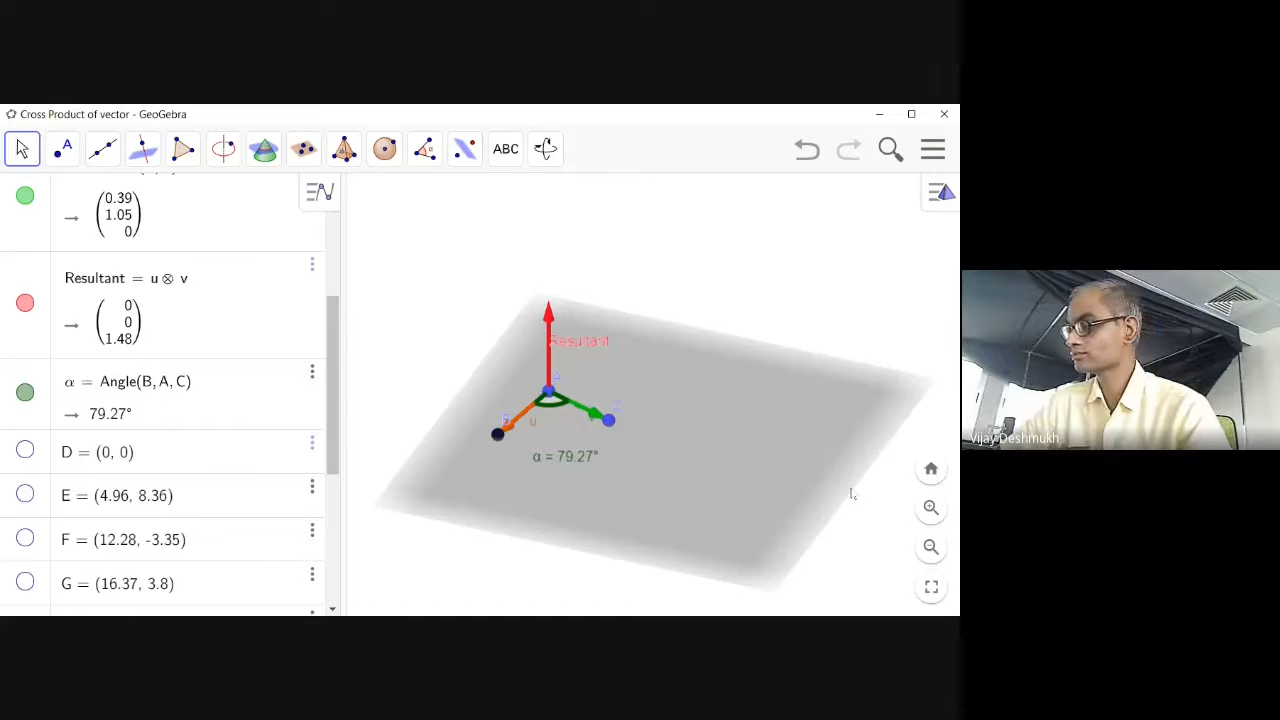 Cross Product of vector - GeoGebra
ABC
0.39
1.05
0
Resultant = u ⊗ v
→
0
0
1.48
α = Angle(B, A, C)
→ 79.27°
D = (0, 0)
E = (4.96, 8.36)
F = (12.28, -3.35)
G = (16.37, 3.8)
Resultant
A
B
u
C
α = 79.27°
Vijay Deshmukh